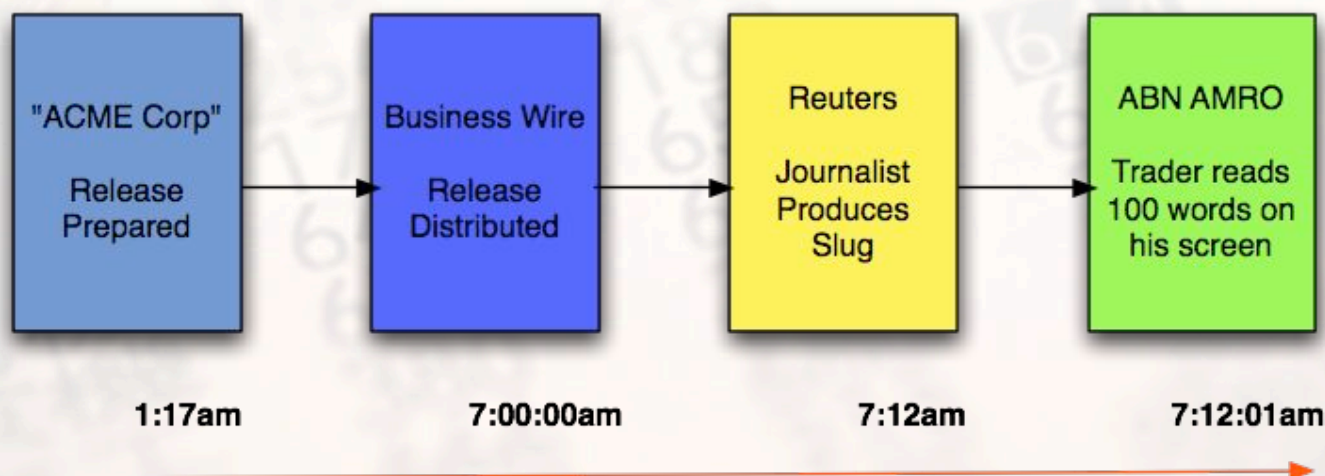 "ACME Corp"
Release
Prepared
Business Wire
Release
Distributed
Reuters
Journalist
Produces
Slug
ABN AMRO
Trader reads
100 words on
his screen
1:17am
7:00:00am
7:12am
7:12:01am